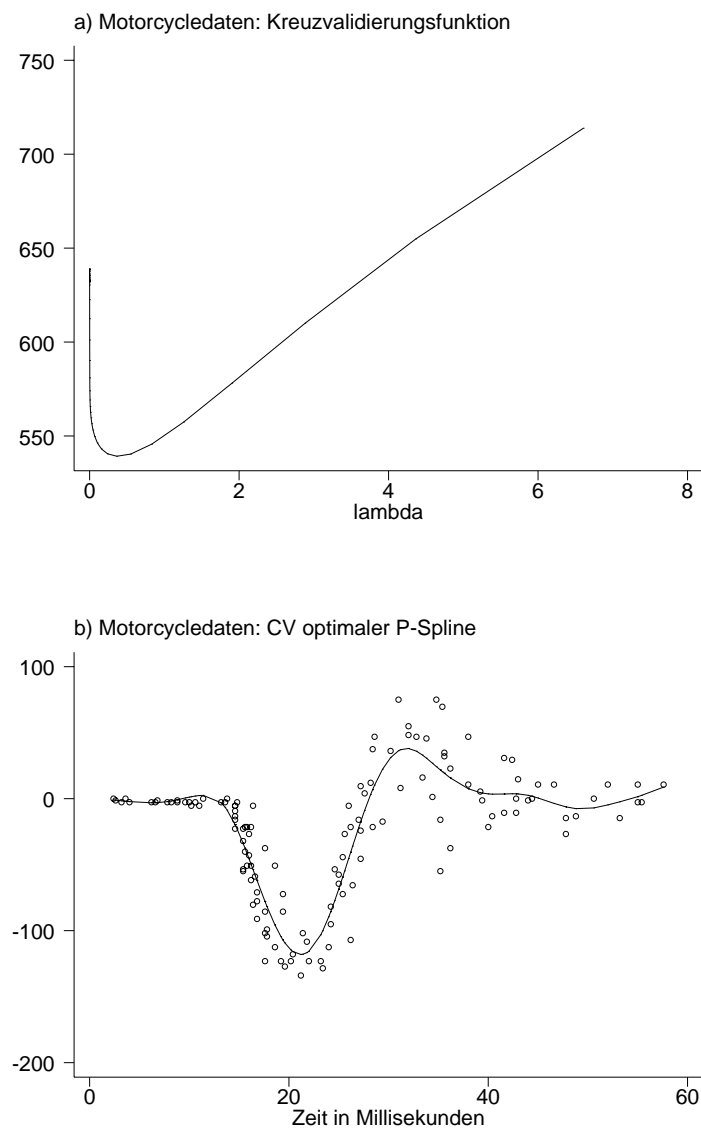 a) Motorcycledaten: Kreuzvalidierungsfunktion
750
700
650
600
550
0 2 4 6 8
lambda
b) Motorcycledaten: CV optimaler P-Spline
100
0
-100
-200
0 20 40 60
Zeit in Millisekunden